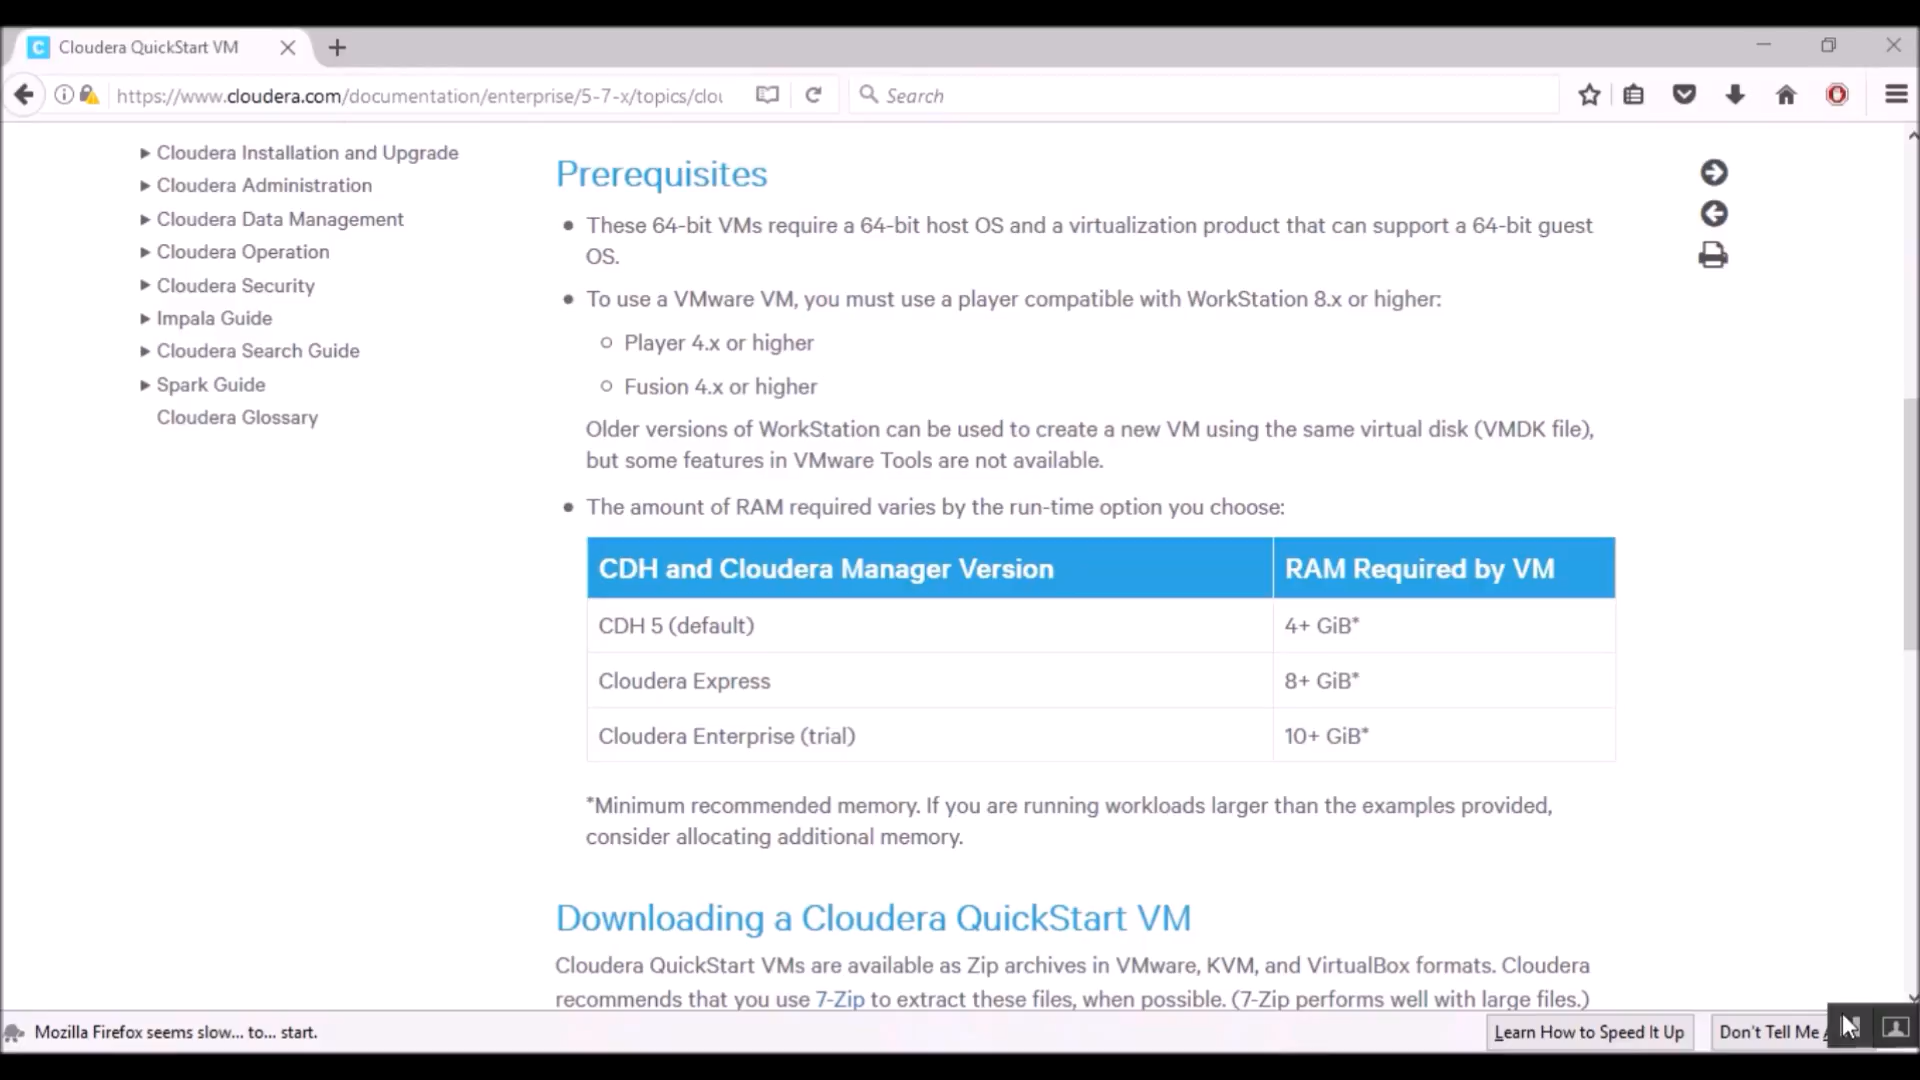 Cloudera QuickStart VM
https://www.cloudera.com/documentation/enterprise/5-7-x/topics/clou
Search
Cloudera Installation and Upgrade
Cloudera Administration
Cloudera Data Management
Cloudera Operation
Cloudera Security
Impala Guide
Cloudera Search Guide
Spark Guide
Cloudera Glossary
Prerequisites
These 64-bit VMs require a 64-bit host OS and a virtualization product that can support a 64-bit guest
OS.
To use a VMware VM, you must use a player compatible with WorkStation 8.x or higher:
Player 4.x or higher
Fusion 4.x or higher
Older versions of WorkStation can be used to create a new VM using the same virtual disk (VMDK file),
but some features in VMware Tools are not available.
The amount of RAM required varies by the run-time option you choose:
CDH and Cloudera Manager Version RAM Required by VM
CDH 5 (default) 4+ GiB*
Cloudera Express 8+ GiB*
Cloudera Enterprise (trial) 10+ GiB*
*Minimum recommended memory. If you are running workloads larger than the examples provided,
consider allocating additional memory.
Downloading a Cloudera QuickStart VM
Cloudera QuickStart VMs are available as Zip archives in VMware, KVM, and VirtualBox formats. Cloudera
recommends that you use 7-Zip to extract these files, when possible. (7-Zip performs well with large files.)
Mozilla Firefox seems slow... to... start.
Learn How to Speed It Up
Don't Tell Me